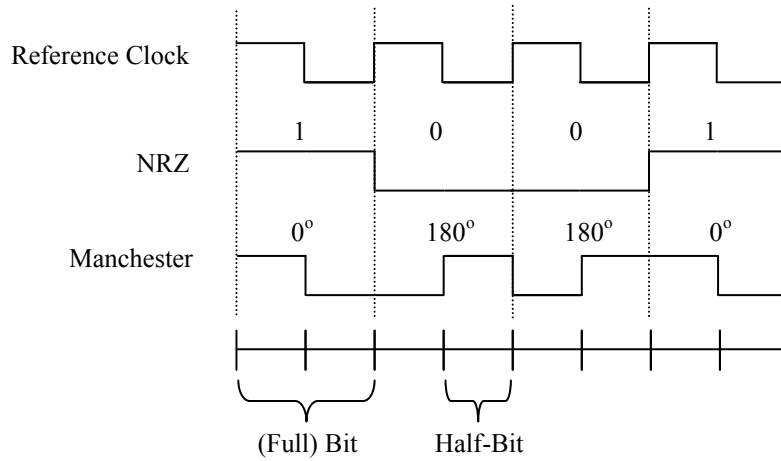 Reference Clock
1 0 0 1
NRZ
0° 180° 180° 0°
Manchester
(Full) Bit Half-Bit